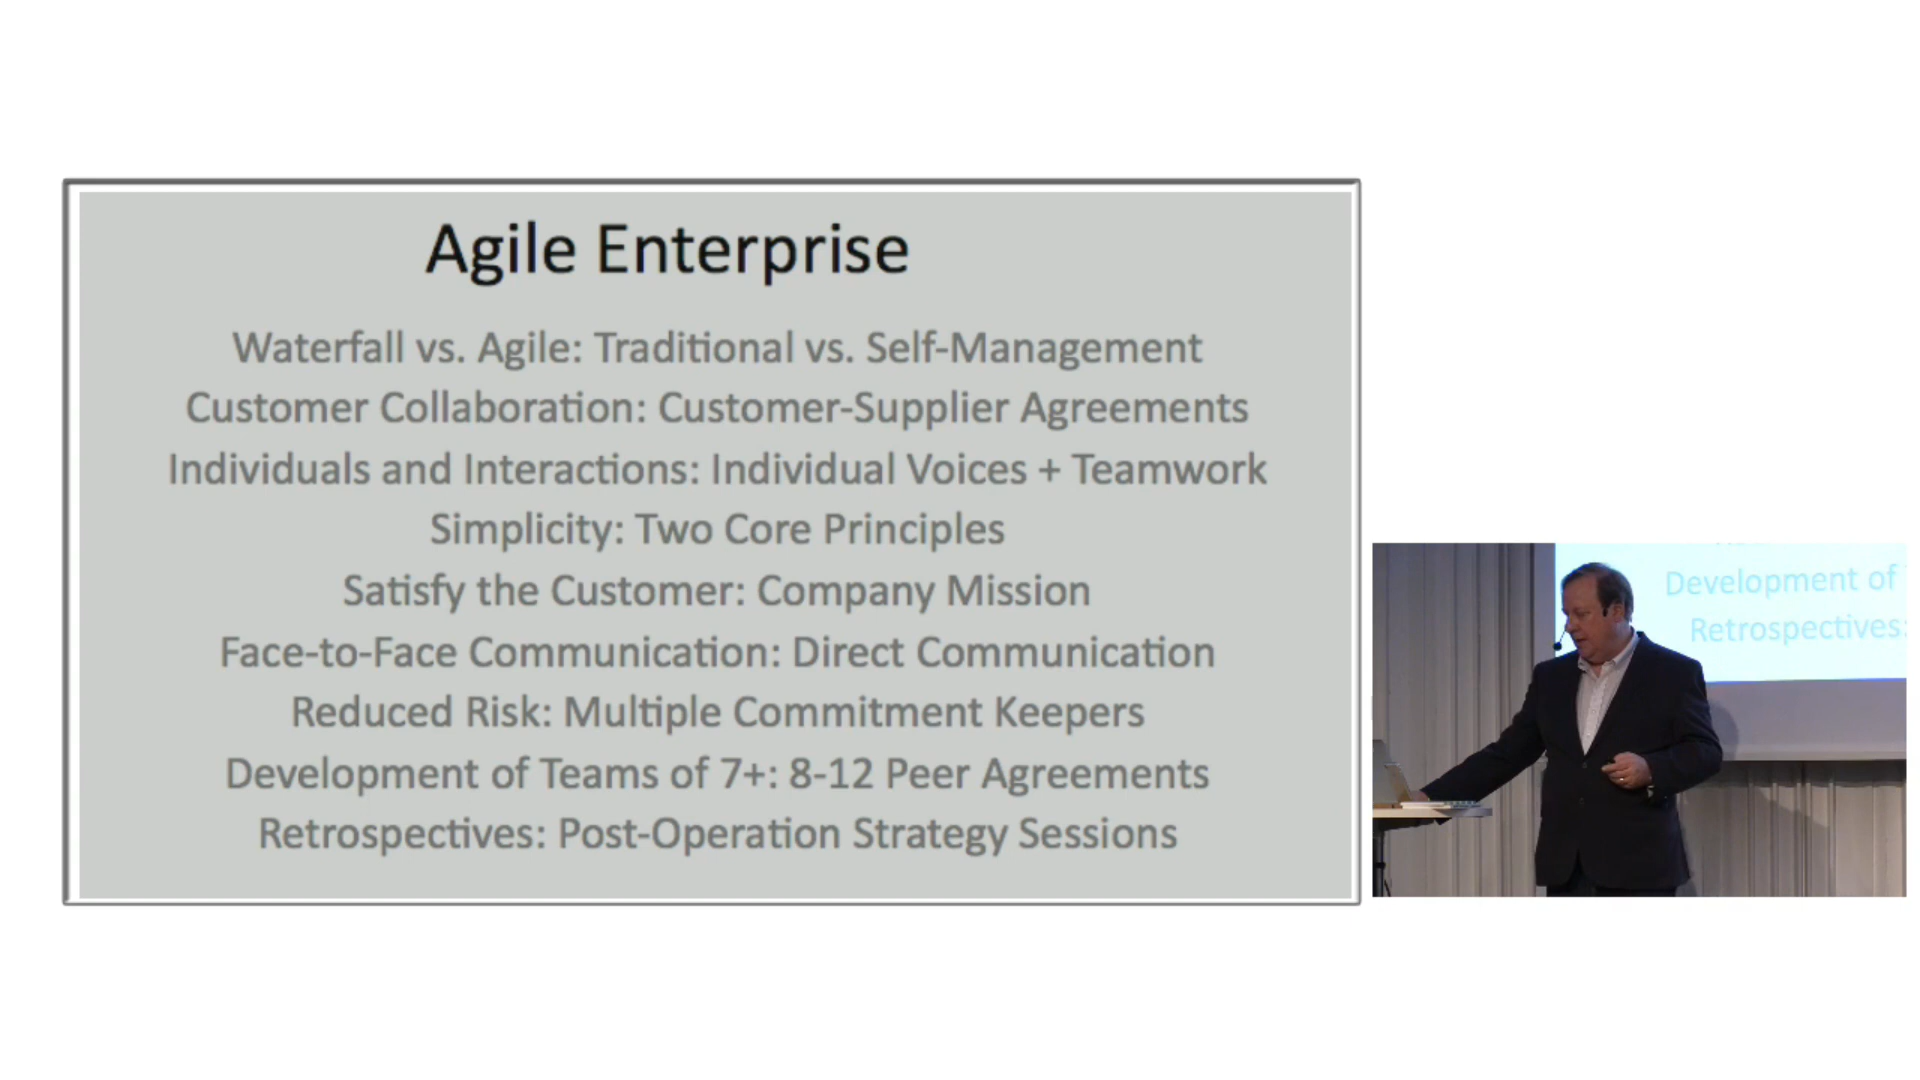 Agile Enterprise
Waterfall vs. Agile: Traditional vs. Self-Management
Customer Collaboration: Customer-Supplier Agreements
Individuals and Interactions: Individual Voices + Teamwork
Simplicity: Two Core Principles
Satisfy the Customer: Company Mission
Face-to-Face Communication: Direct Communication
Reduced Risk: Multiple Commitment Keepers
Development of Teams of 7+: 8-12 Peer Agreements
Retrospectives: Post-Operation Strategy Sessions
Development of
Retrospectives: